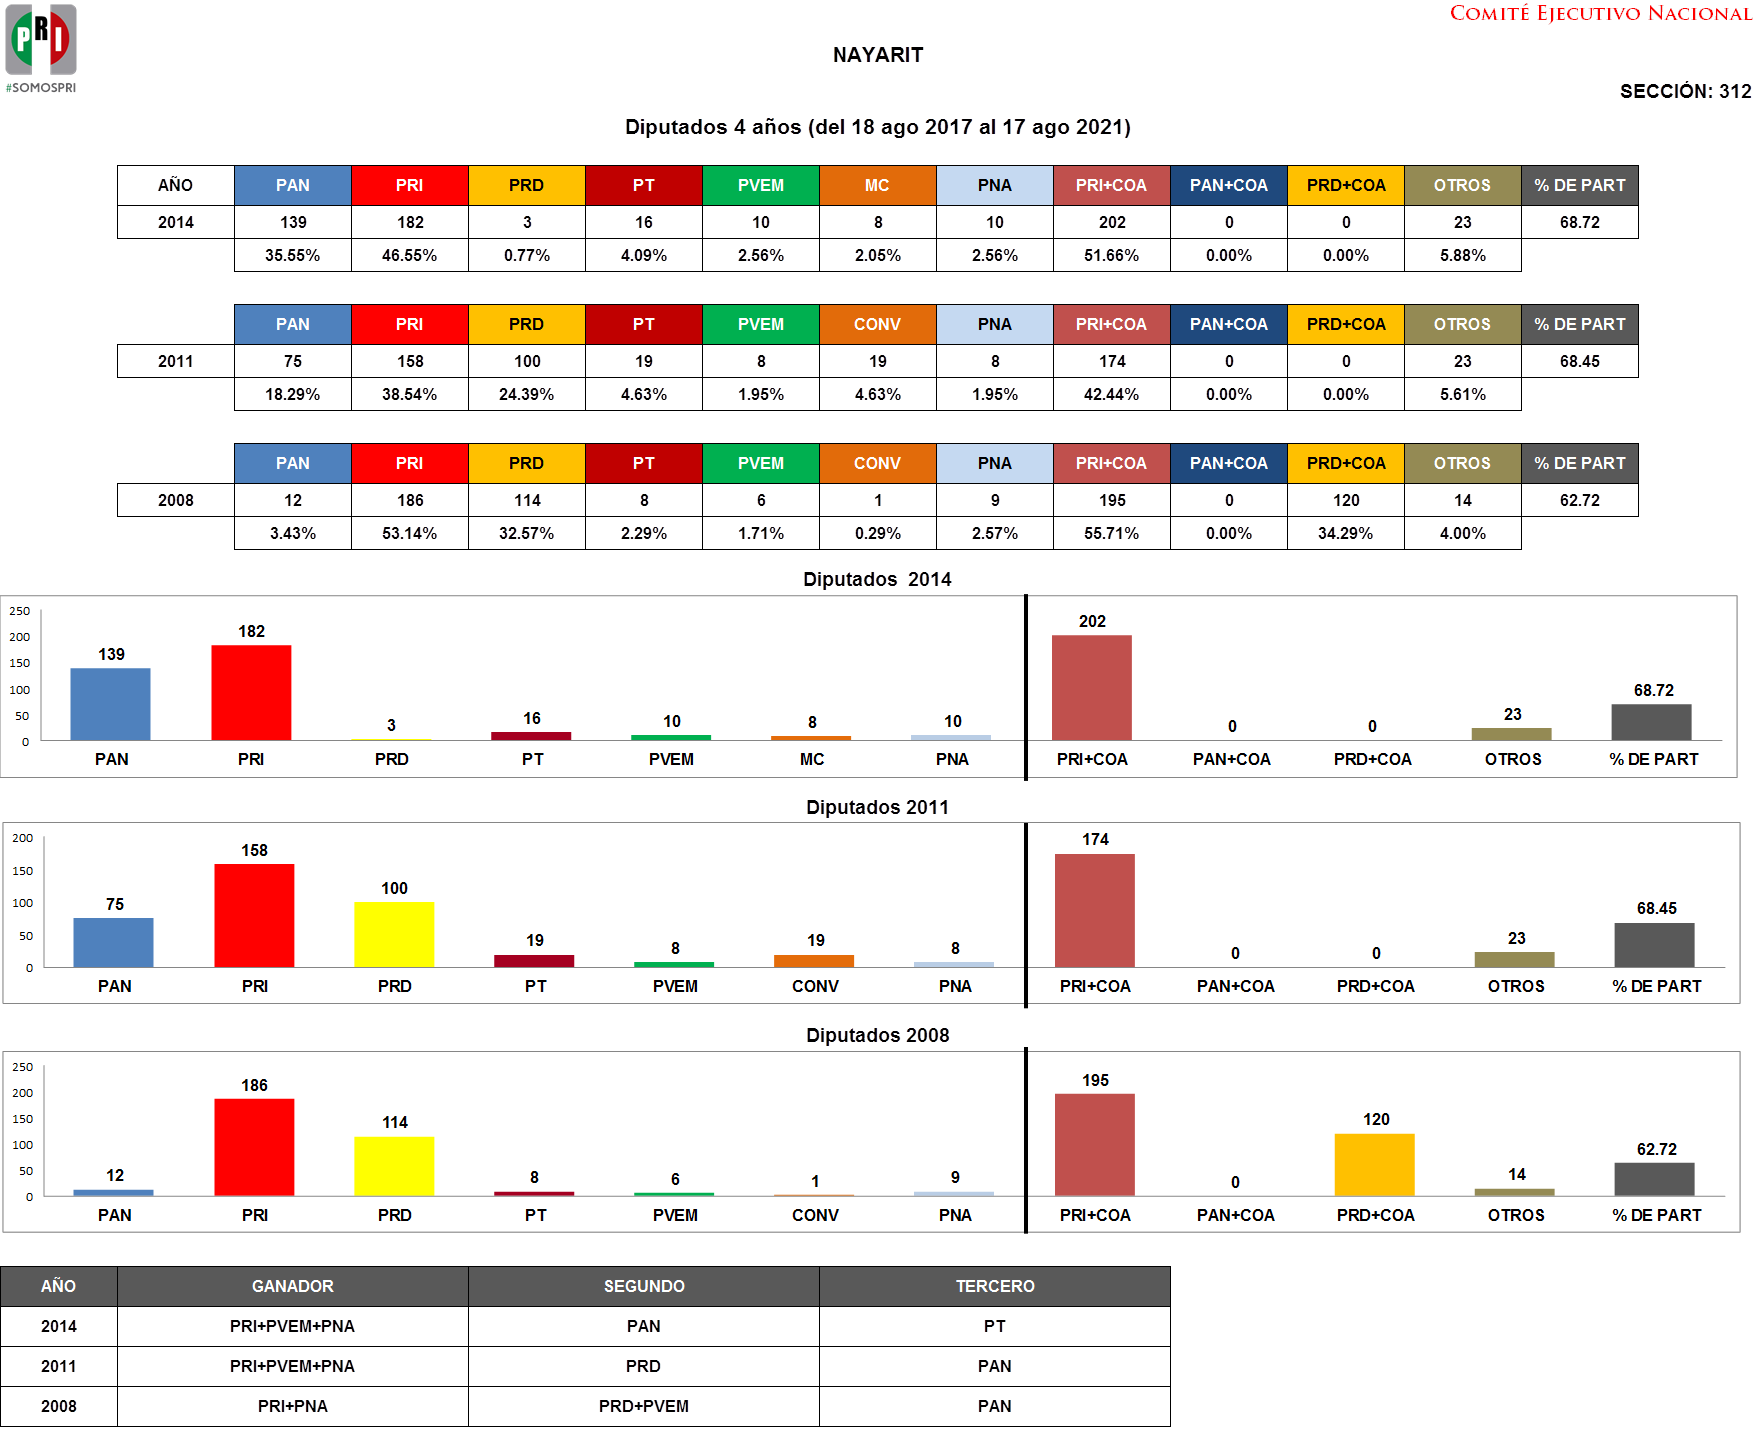 PRI
#SOMOSPRI
COMITÉ EJECUTIVO NACIONAL
NAYARIT
SECCIÓN: 312
Diputados 4 años (del 18 ago 2017 al 17 ago 2021)
AÑO PAN PRI PRD PT PVEM MC PNA PRI+COA PAN+COA PRD+COA OTROS % DE PART
2014 139 182 3 16 10 8 10 202 0 0 23 68.72
35.55% 46.55% 0.77% 4.09% 2.56% 2.05% 2.56% 51.66% 0.00% 0.00% 5.88%
PAN PRI PRD PT PVEM CONV PNA PRI+COA PAN+COA PRD+COA OTROS % DE PART
2011 75 158 100 19 8 19 8 174 0 0 23 68.45
18.29% 38.54% 24.39% 4.63% 1.95% 4.63% 1.95% 42.44% 0.00% 0.00% 5.61%
PAN PRI PRD PT PVEM CONV PNA PRI+COA PAN+COA PRD+COA OTROS % DE PART
2008 12 186 114 8 6 1 9 195 0 120 14 62.72
3.43% 53.14% 32.57% 2.29% 1.71% 0.29% 2.57% 55.71% 0.00% 34.29% 4.00%
Diputados 2014
250
200
150
100
50
0
139 182 3 16 10 8 10 202 0 0 23 68.72
PAN PRI PRD PT PVEM MC PNA PRI+COA PAN+COA PRD+COA OTROS % DE PART
Diputados 2011
200
150
100
50
0
75 158 100 19 8 19 8 174 0 0 23 68.45
PAN PRI PRD PT PVEM CONV PNA PRI+COA PAN+COA PRD+COA OTROS % DE PART
Diputados 2008
250
200
150
100
50
0
12 186 114 8 6 1 9 195 0 120 14 62.72
PAN PRI PRD PT PVEM CONV PNA PRI+COA PAN+COA PRD+COA OTROS % DE PART
AÑO GANADOR SEGUNDO TERCERO
2014 PRI+PVEM+PNA PAN PT
2011 PRI+PVEM+PNA PRD PAN
2008 PRI+PNA PRD+PVEM PAN